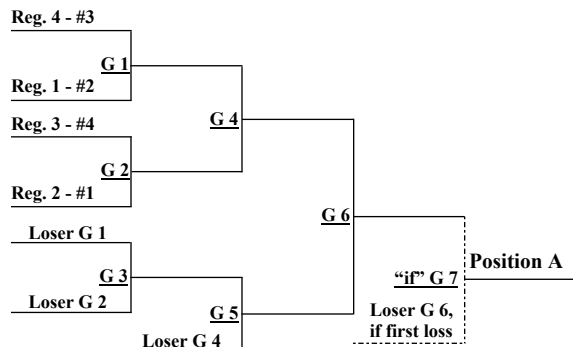 Reg. 4 - #3
G 1
Reg. 1 - #2
G 4
Reg. 3 - #4
G 2
Reg. 2 - #1
G 6
Loser G 1
G 3
Loser G 2
G 5
Loser G 4
"if" G 7
Position A
Loser G 6,
if first loss